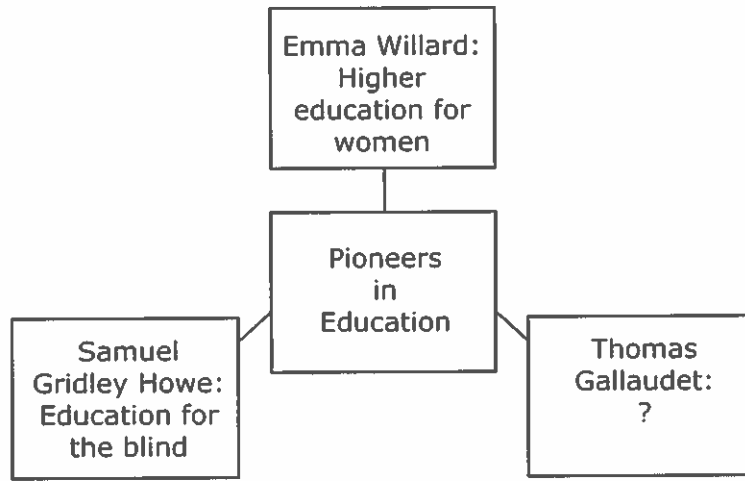 Emma Willard:
Higher
education for
women
Pioneers
in
Education
Samuel
Gridley Howe:
Education for
the blind
Thomas
Gallaudet:
?